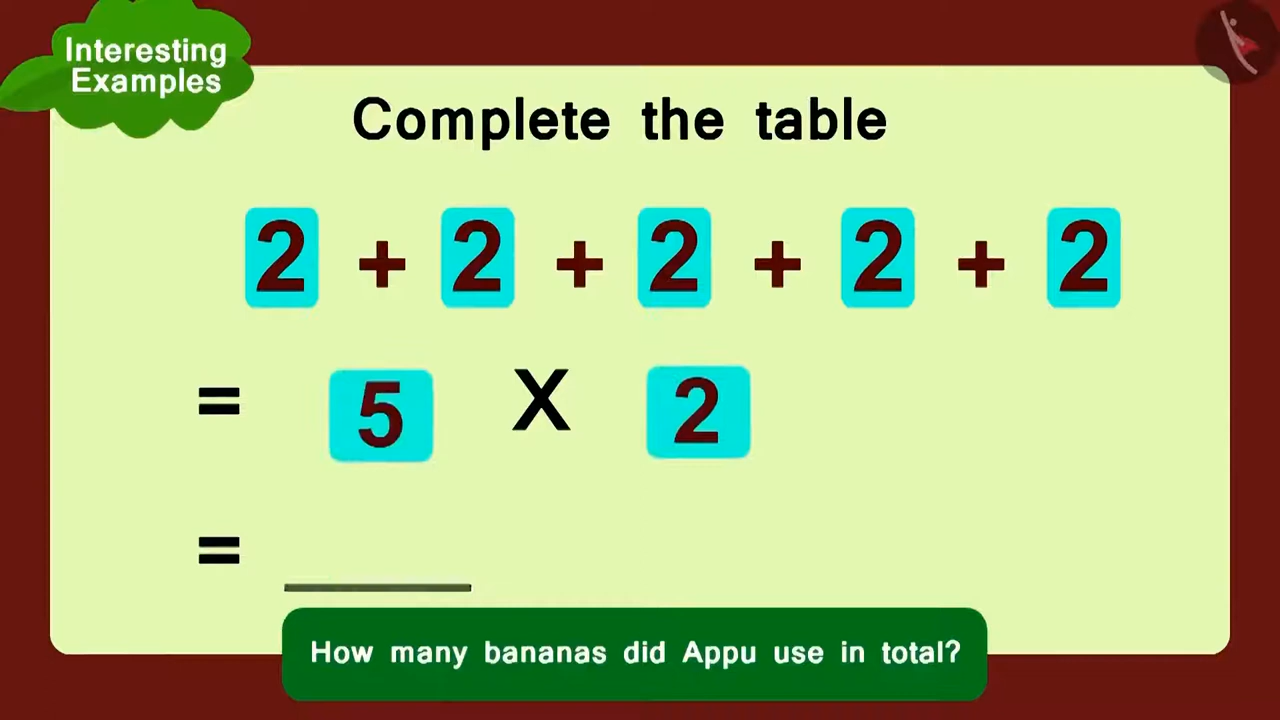 Interesting
Examples
Complete the table
2 + 2 + 2 + 2 + 2
= 5 X 2
= ______
How many bananas did Appu use in total?